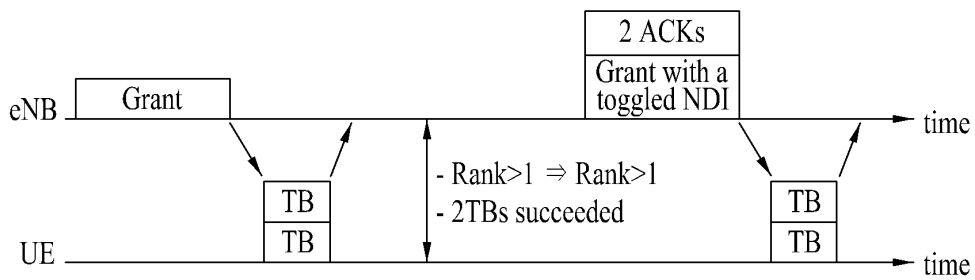 2 ACKs
Grant with a
toggled NDI
Grant
eNB
time
- Rank>1 ⇒ Rank>1
- 2TBs succeeded
TB
TB
TB
TB
UE
time